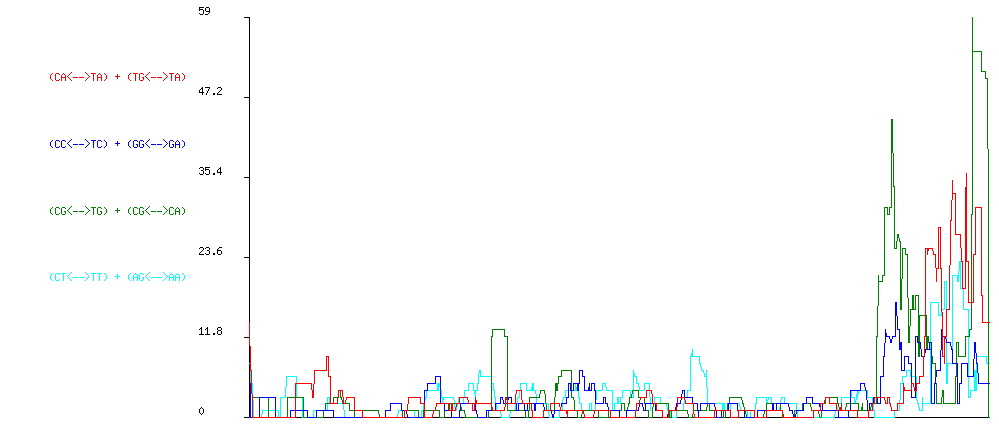 59
(CA<-->TA) + (TG<-->TA)
47.2
(CC<-->TC) + (GG<-->GA)
35.4
(CG<-->TG) + (CG<-->CA)
23.6
(CT<-->TT) + (AG<-->AA)
11.8
0